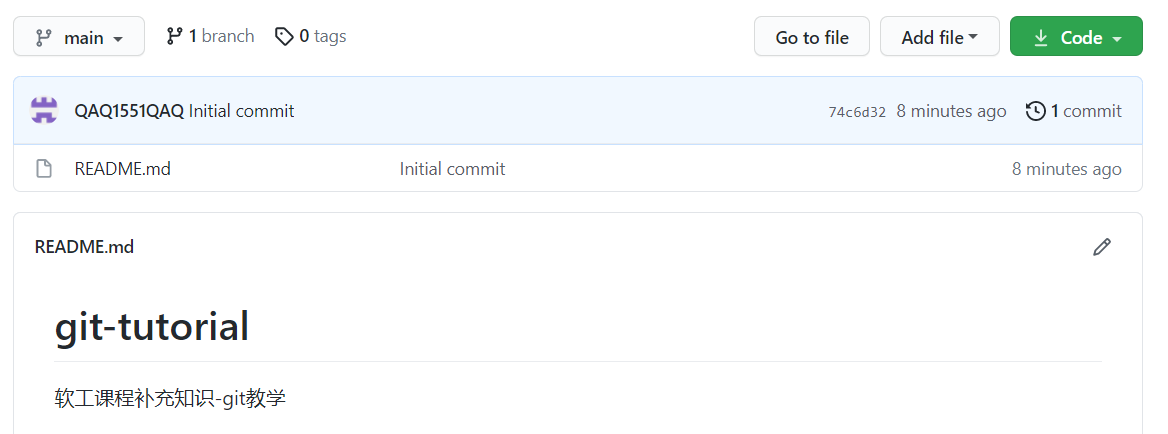 main 1 branch 0 tags Go to file Add file Code
QAQ1551QAQ Initial commit 74c6d32 8 minutes ago 1 commit
README.md Initial commit 8 minutes ago
README.md
git-tutorial
软工课程补充知识-git教学